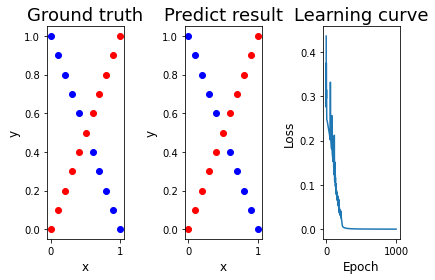 Ground truth
Predict result
Learning curve
1.0
0.8
0.6
0.4
0.2
0.0
y
0
1
x
1.0
0.8
0.6
0.4
0.2
0.0
y
0
1
x
0.4
0.3
0.2
0.1
0.0
Loss
0
1000
Epoch